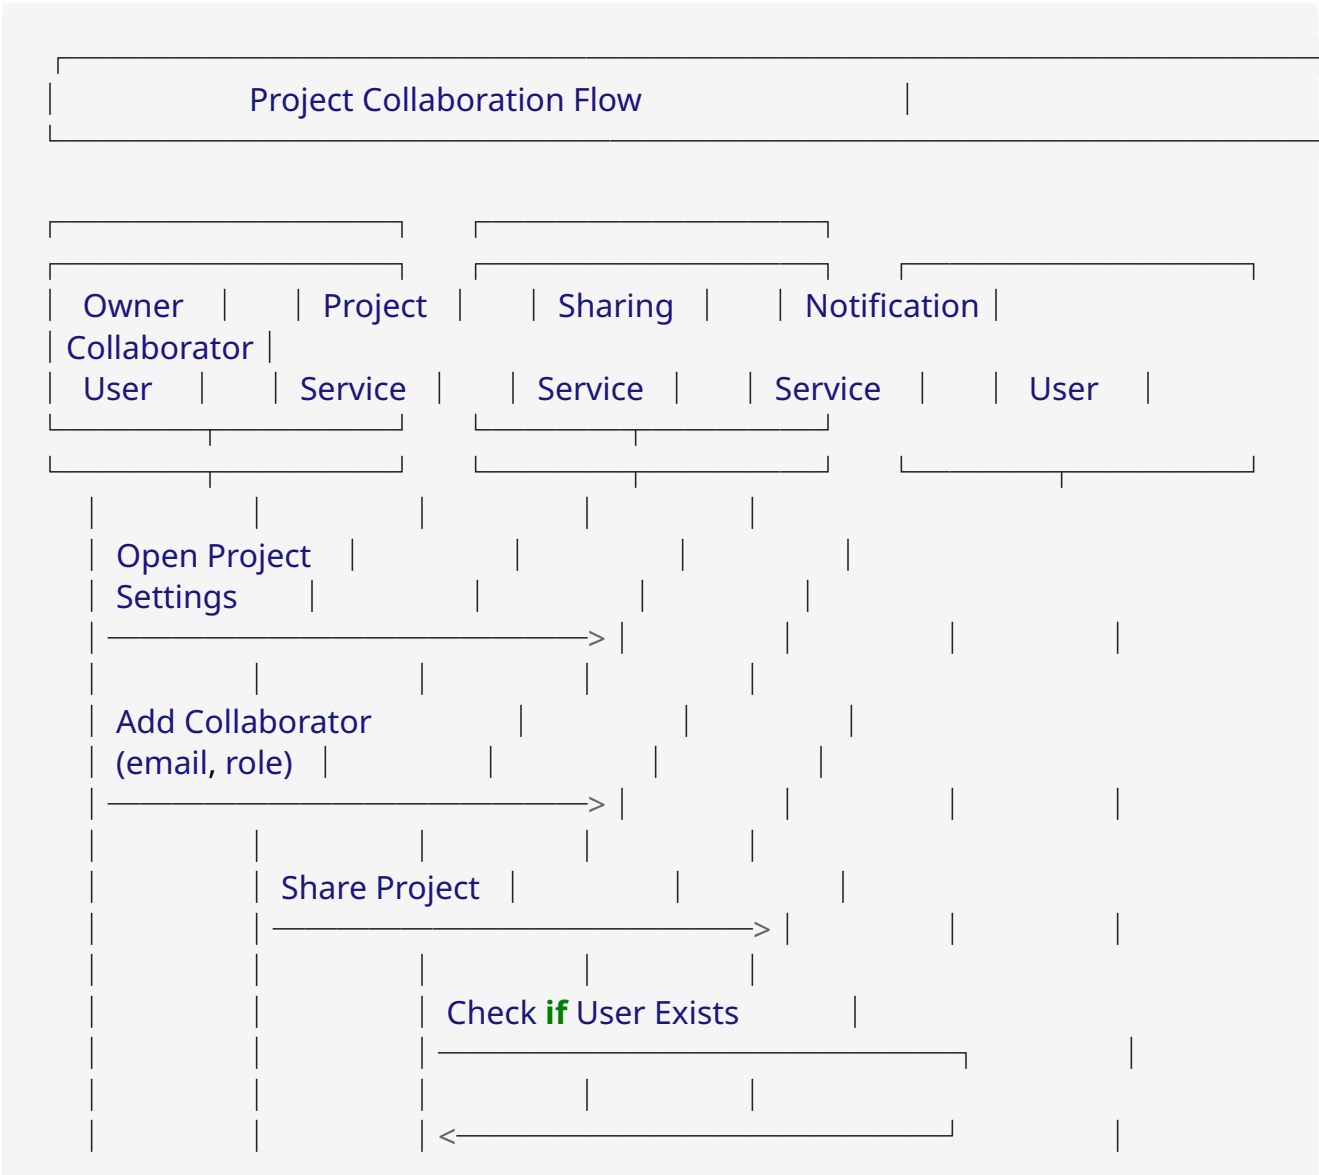 Project Collaboration Flow
Owner Project Sharing Notification
Collaborator
User Service Service Service User
Open Project
Settings
>
Add Collaborator
(email, role)
>
Share Project
>
Check if User Exists
<